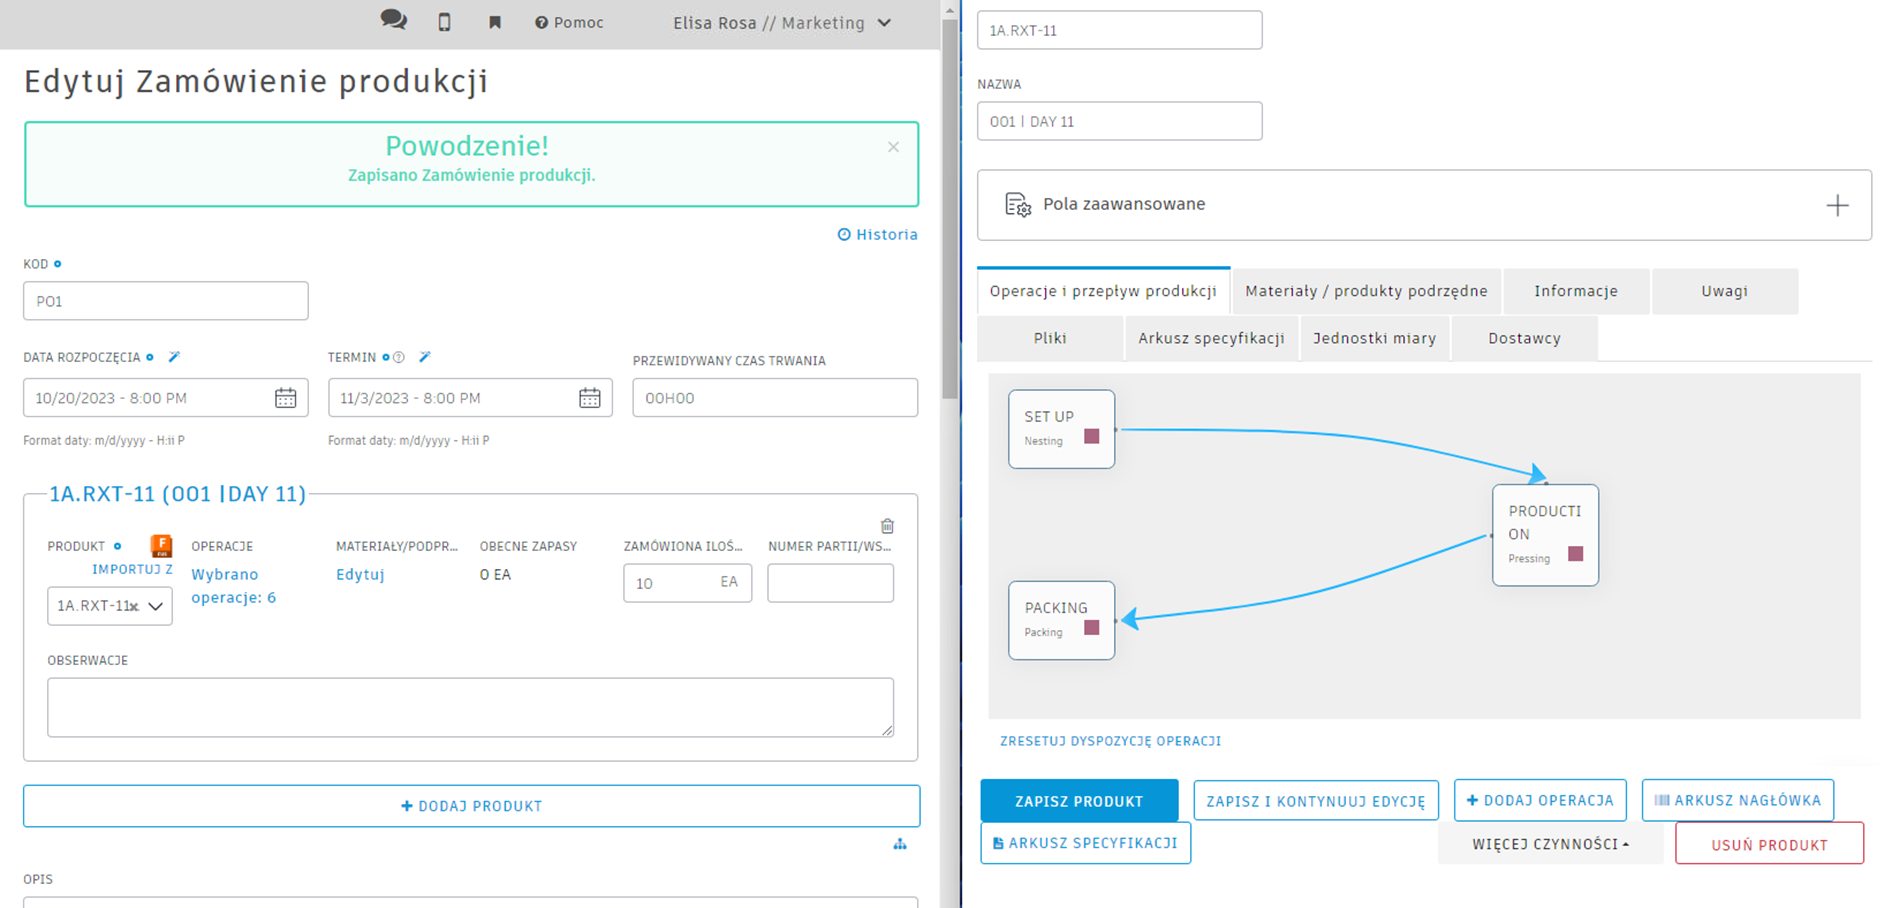 Pomoc
Elisa Rosa // Marketing
Edytuj Zamówienie produkcji
Powodzenie!
×
Zapisano Zamówienie produkcji.
Historia
KOD
PO1
DATA ROZPOCZĘCIA
TERMIN
PRZEWIDYWANY CZAS TRWANIA
10/20/2023 - 8:00 PM
11/3/2023 - 8:00 PM
00H00
Format daty: m/d/yyyy - H:ii P
Format daty: m/d/yyyy - H:ii P
1A.RXT-11 (001 |DAY 11)
PRODUKT
OPERACJE
MATERIAŁY/PODPR...
OBECNE ZAPASY
ZAMÓWIONA ILOŚ...
NUMER PARTII/WS...
IMPORTUJ Z
Wybrano
operacje: 6
Edytuj
0 EA
10
EA
1A.RXT-11
OBSERWACJE
+ DODAJ PRODUKT
OPIS
1A.RXT-11
NAZWA
001 | DAY 11
Pola zaawansowane
Operacje i przepływ produkcji
Materiały / produkty podrzędne
Informacje
Uwagi
Pliki
Arkusz specyfikacji
Jednostki miary
Dostawcy
SET UP
Nesting
PRODUCTI
ON
Pressing
PACKING
Packing
ZRESETUJ DYSPOZYCJĘ OPERACJI
ZAPISZ PRODUKT
ZAPISZ I KONTYNUUJ EDYCJĘ
+ DODAJ OPERACJA
ARKUSZ NAGŁÓWKA
ARKUSZ SPECYFIKACJI
WIĘCEJ CZYNNOŚCI
USUŃ PRODUKT